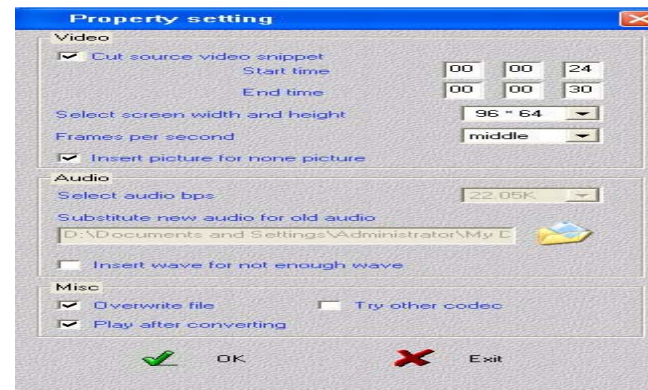 Property setting
Video
Cut source video snippet
Start time 00 00 24
End time 00 00 30
Select screen width and height 96 * 64
Frames per second middle
Insert picture for none picture
Audio
Select audio bps 22.05K
Substitute new audio for old audio
D:\Documents and Settings\Administrator\My D
Insert wave for not enough wave
Misc
Overwrite file Try other codec
Play after converting
OK Exit